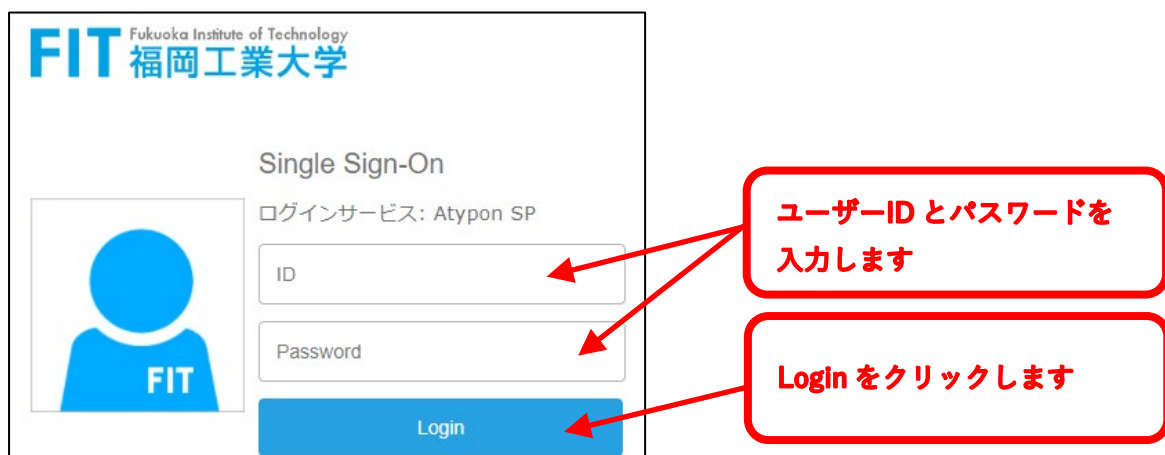 FIT Fukuoka Institute of Technology
福岡工業大学
Single Sign-On
ログインサービス: Atypon SP
ID
Password
Login
FIT
ユーザーID とパスワードを
入力します
Login をクリックします